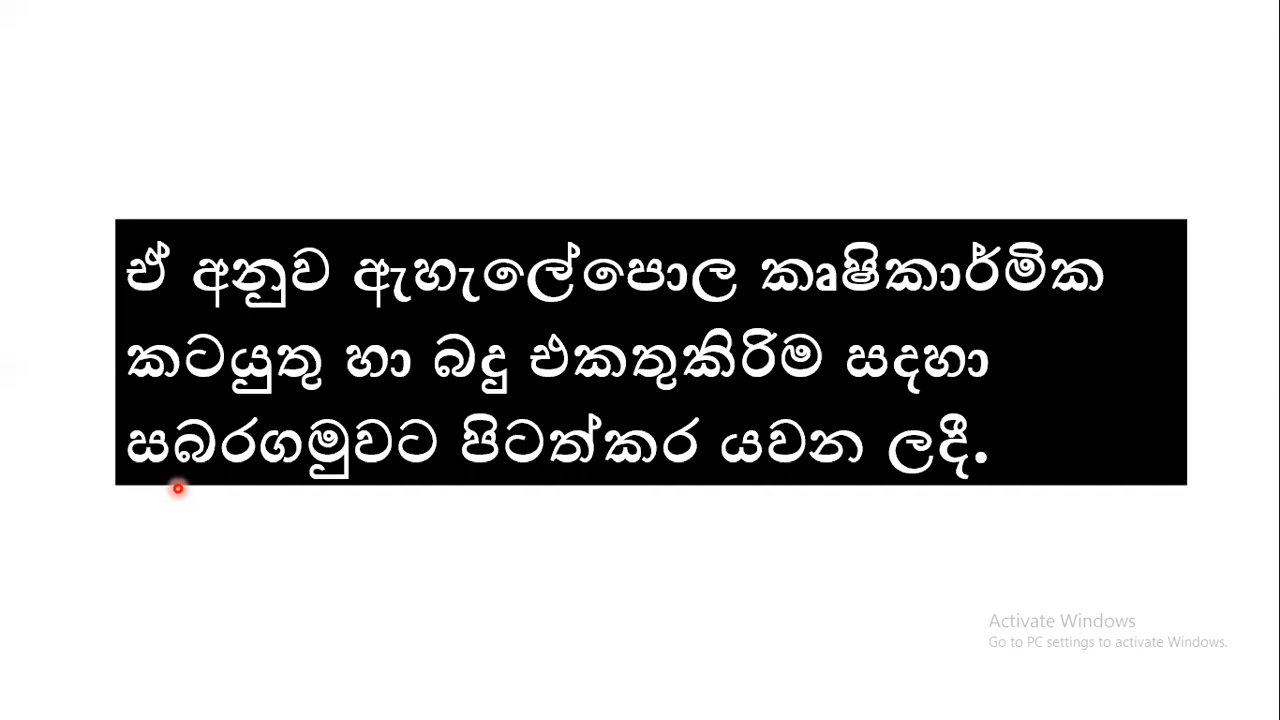 ඒ අනුව ඇහැලේපොල කෘෂිකාර්මික
කටයුතු හා බදු එකතුකිරිම සදහා
සබරගමුවට පිටත්කර යවන ලදී.
Activate Windows
Go to PC settings to activate Windows.